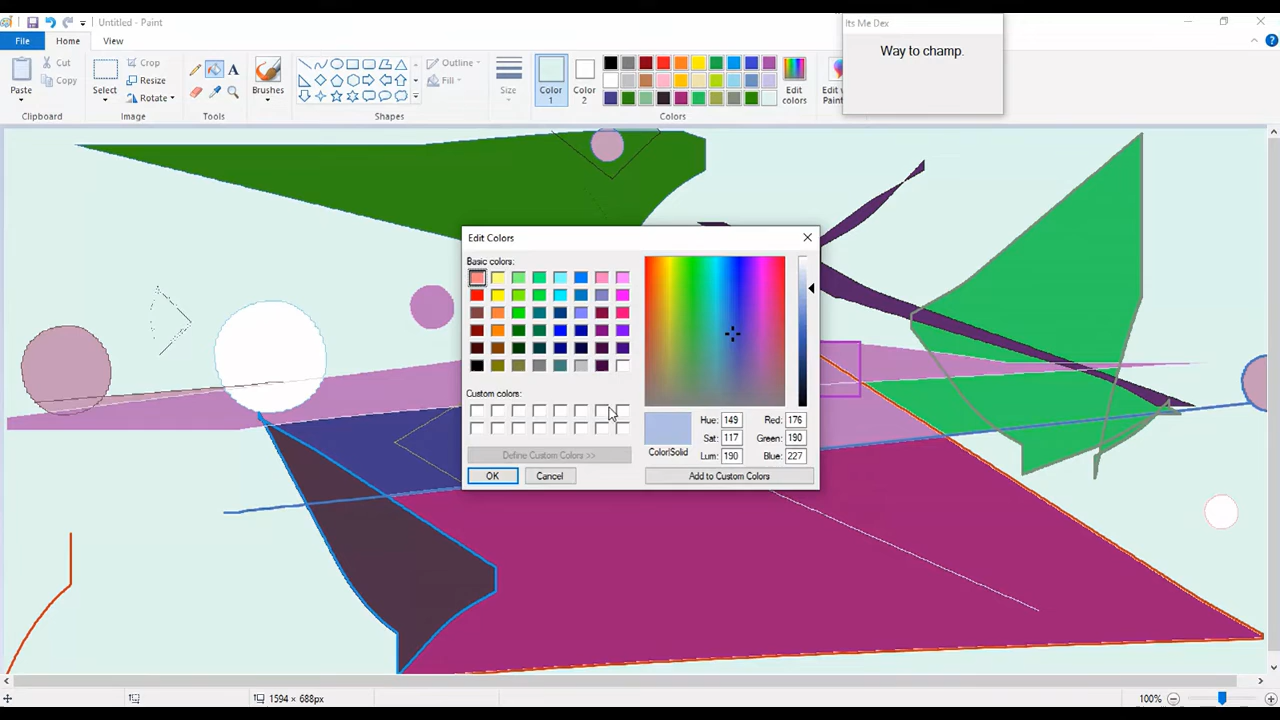 Untitled - Paint
Its Me Dex
File
Home
View
Way to champ.
Paste
Cut
Copy
Clipboard
Select
Crop
Resize
Rotate
Image
Tools
Brushes
Shapes
Outline
Fill
Size
Color
1
Color
2
Colors
Edit
colors
Edit
Paint
Edit Colors
Basic colors:
Custom colors:
Define Custom Colors >>
OK
Cancel
Color|Solid
Hue: 149
Sat: 117
Lum: 190
Red: 176
Green: 190
Blue: 227
Add to Custom Colors
1594 × 688px
100%